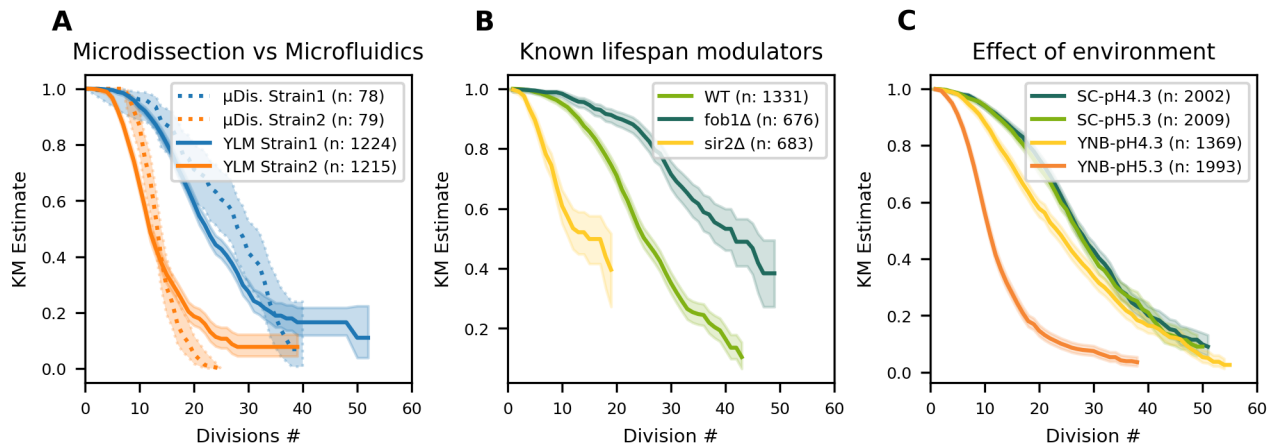 A
Microdissection vs Microfluidics
KM Estimate
1.0
0.8
0.6
0.4
0.2
0.0
0
10
20
30
40
50
60
Divisions #
μDis. Strain1 (n: 78)
μDis. Strain2 (n: 79)
YLM Strain1 (n: 1224)
YLM Strain2 (n: 1215)
B
Known lifespan modulators
KM Estimate
1.0
0.8
0.6
0.4
0.2
0
10
20
30
40
50
60
Division #
WT (n: 1331)
fob1Δ (n: 676)
sir2Δ (n: 683)
C
Effect of environment
KM Estimate
1.0
0.8
0.6
0.4
0.2
0.0
0
10
20
30
40
50
60
Division #
SC-pH4.3 (n: 2002)
SC-pH5.3 (n: 2009)
YNB-pH4.3 (n: 1369)
YNB-pH5.3 (n: 1993)